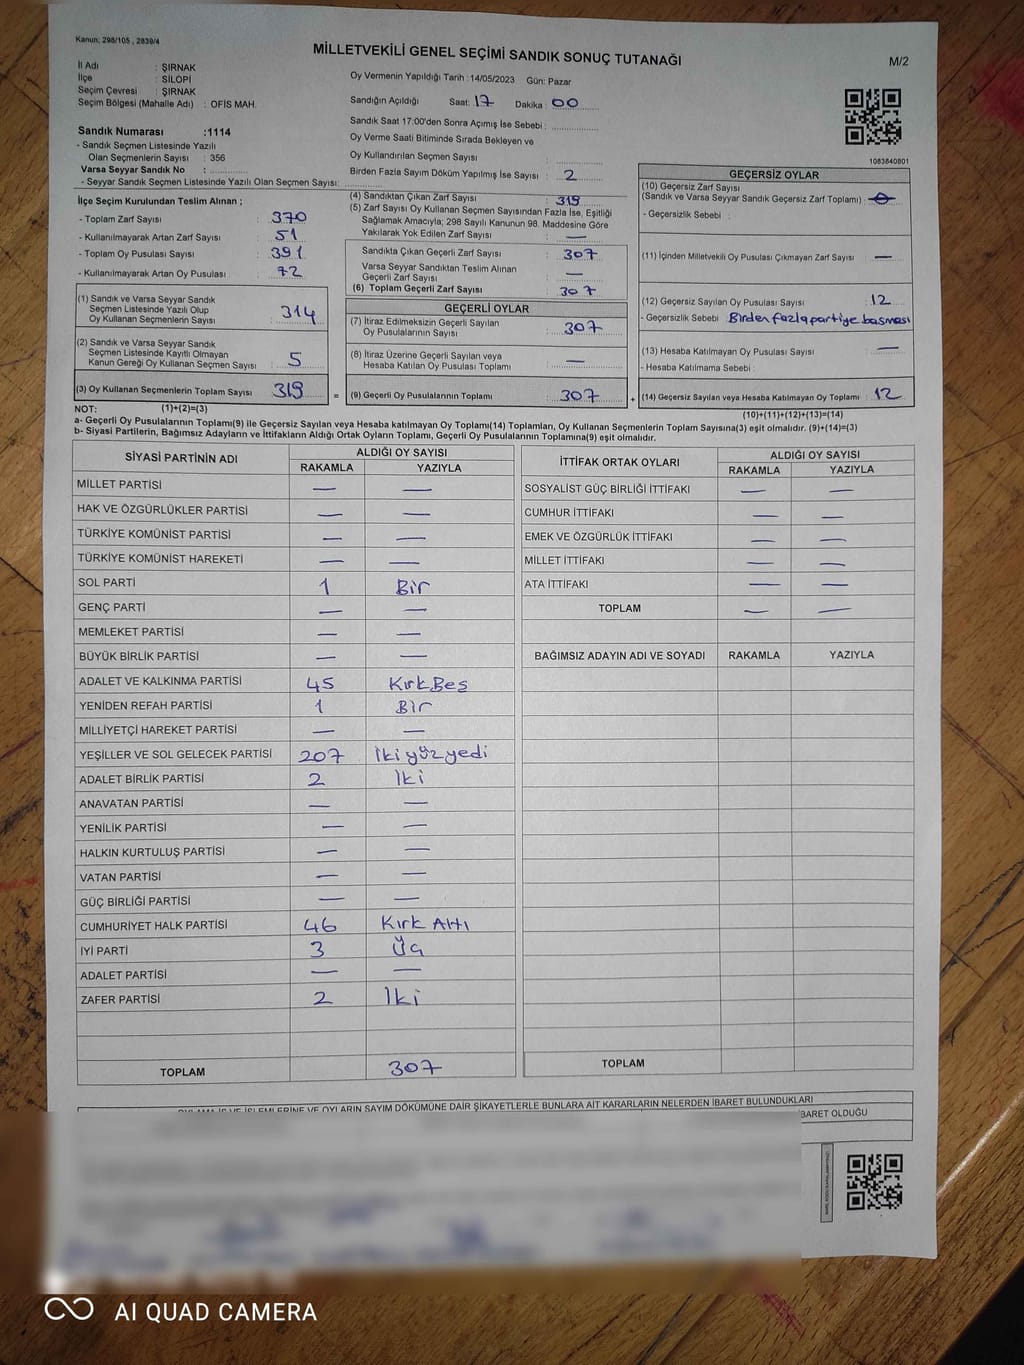 Kanun; 298/105 , 2839/4
MİLLETVEKİLİ GENEL SEÇİMİ SANDIK SONUÇ TUTANAĞI
M/2
İl Adı : ŞIRNAK
İlçe : SİLOPİ
Seçim Çevresi : ŞIRNAK
Seçim Bölgesi (Mahalle Adı) : OFİS MAH.
Sandık Numarası :1114
- Sandık Seçmen Listesinde Yazılı
Olan Seçmenlerin Sayısı : 356
Varsa Seyyar Sandık No :
- Seyyar Sandık Seçmen Listesinde Yazılı Olan Seçmen Sayısı:
Oy Vermenin Yapıldığı Tarih :14/05/2023 Gün: Pazar
Sandığın Açıldığı Saat: 17 Dakika : 00
Sandık Saat 17:00'den Sonra Açımış İse Sebebi :
Oy Verme Saati Bitiminde Sırada Bekleyen ve
Oy Kullandırılan Seçmen Sayısı :
Birden Fazla Sayım Döküm Yapılmış İse Sayısı : 2
1083840801
İlçe Seçim Kurulundan Teslim Alınan ;
- Toplam Zarf Sayısı : 370
- Kullanılmayarak Artan Zarf Sayısı : 51
- Toplam Oy Pusulası Sayısı : 391
- Kullanılmayarak Artan Oy Pusulası : 72
(1) Sandık ve Varsa Seyyar Sandık
Seçmen Listesinde Yazılı Olup
Oy Kullanan Seçmenlerin Sayısı : 314
(2) Sandık ve Varsa Seyyar Sandık
Seçmen Listesinde Kayıtlı Olmayan
Kanun Gereği Oy Kullanan Seçmen Sayısı : 5
(3) Oy Kullanan Seçmenlerin Toplam Sayısı : 319 =
(4) Sandıktan Çıkan Zarf Sayısı : 319
(5) Zarf Sayısı Oy Kullanan Seçmen Sayısından Fazla İse, Eşitliği
Sağlamak Amacıyla; 298 Sayılı Kanunun 98. Maddesine Göre
Yakılarak Yok Edilen Zarf Sayısı : —
Sandıkta Çıkan Geçerli Zarf Sayısı : 307
Varsa Seyyar Sandıktan Teslim Alınan
Geçerli Zarf Sayısı : —
(6) Toplam Geçerli Zarf Sayısı : 307
GEÇERLİ OYLAR
(7) İtiraz Edilmeksizin Geçerli Sayılan
Oy Pusulalarının Sayısı : 307
(8) İtiraz Üzerine Geçerli Sayılan veya
Hesaba Katılan Oy Pusulası Toplamı : —
(9) Geçerli Oy Pusulalarının Toplamı : 307 +
GEÇERSİZ OYLAR
(10) Geçersiz Zarf Sayısı
(Sandık ve Varsa Seyyar Sandık Geçersiz Zarf Toplamı) :
- Geçersizlik Sebebi :
(11) İçinden Milletvekili Oy Pusulası Çıkmayan Zarf Sayısı : —
(12) Geçersiz Sayılan Oy Pusulası Sayısı : 12
- Geçersizlik Sebebi : Birden fazla partiye basması
(13) Hesaba Katılmayan Oy Pusulası Sayısı : —
- Hesaba Katılmama Sebebi :
(14) Geçersiz Sayılan veya Hesaba Katılmayan Oy Toplamı : 12
NOT: (1)+(2)=(3)
(10)+(11)+(12)+(13)=(14)
a- Geçerli Oy Pusulalarının Toplamı(9) ile Geçersiz Sayılan veya Hesaba katılmayan Oy Toplamı(14) Toplamları, Oy Kullanan Seçmenlerin Toplam Sayısına(3) eşit olmalıdır. (9)+(14)=(3)
b- Siyasi Partilerin, Bağımsız Adayların ve İttifakların Aldığı Ortak Oyların Toplamı, Geçerli Oy Pusulalarının Toplamına(9) eşit olmalıdır.
SİYASİ PARTİNİN ADI ALDIĞI OY SAYISI
RAKAMLA YAZIYLA
MİLLET PARTİSİ — —
HAK VE ÖZGÜRLÜKLER PARTİSİ — —
TÜRKİYE KOMÜNİST PARTİSİ — —
TÜRKİYE KOMÜNİST HAREKETİ — —
SOL PARTİ 1 Bir
GENÇ PARTİ — —
MEMLEKET PARTİSİ — —
BÜYÜK BİRLİK PARTİSİ — —
ADALET VE KALKINMA PARTİSİ 45 Kırk Beş
YENİDEN REFAH PARTİSİ 1 Bir
MİLLİYETÇİ HAREKET PARTİSİ — —
YEŞİLLER VE SOL GELECEK PARTİSİ 207 İki yüz yedi
ADALET BİRLİK PARTİSİ 2 İki
ANAVATAN PARTİSİ — —
YENİLİK PARTİSİ — —
HALKIN KURTULUŞ PARTİSİ — —
VATAN PARTİSİ — —
GÜÇ BİRLİĞİ PARTİSİ — —
CUMHURİYET HALK PARTİSİ 46 Kırk Altı
İYİ PARTİ 3 Üç
ADALET PARTİSİ — —
ZAFER PARTİSİ 2 İki
TOPLAM 307
İTTİFAK ORTAK OYLARI ALDIĞI OY SAYISI
RAKAMLA YAZIYLA
SOSYALİST GÜÇ BİRLİĞİ İTTİFAKI — —
CUMHUR İTTİFAKI — —
EMEK VE ÖZGÜRLÜK İTTİFAKI — —
MİLLET İTTİFAKI — —
ATA İTTİFAKI — —
TOPLAM — —
BAĞIMSIZ ADAYIN ADI VE SOYADI RAKAMLA YAZIYLA
TOPLAM
OYLAMA İŞ VE İŞLEMLERİNE VE OYLARIN SAYIM DÖKÜMÜNE DAİR ŞİKAYETLERLE BUNLARA AİT KARARLARIN NELERDEN İBARET BULUNDUKLARI
BARET OLDUĞU
AI QUAD CAMERA